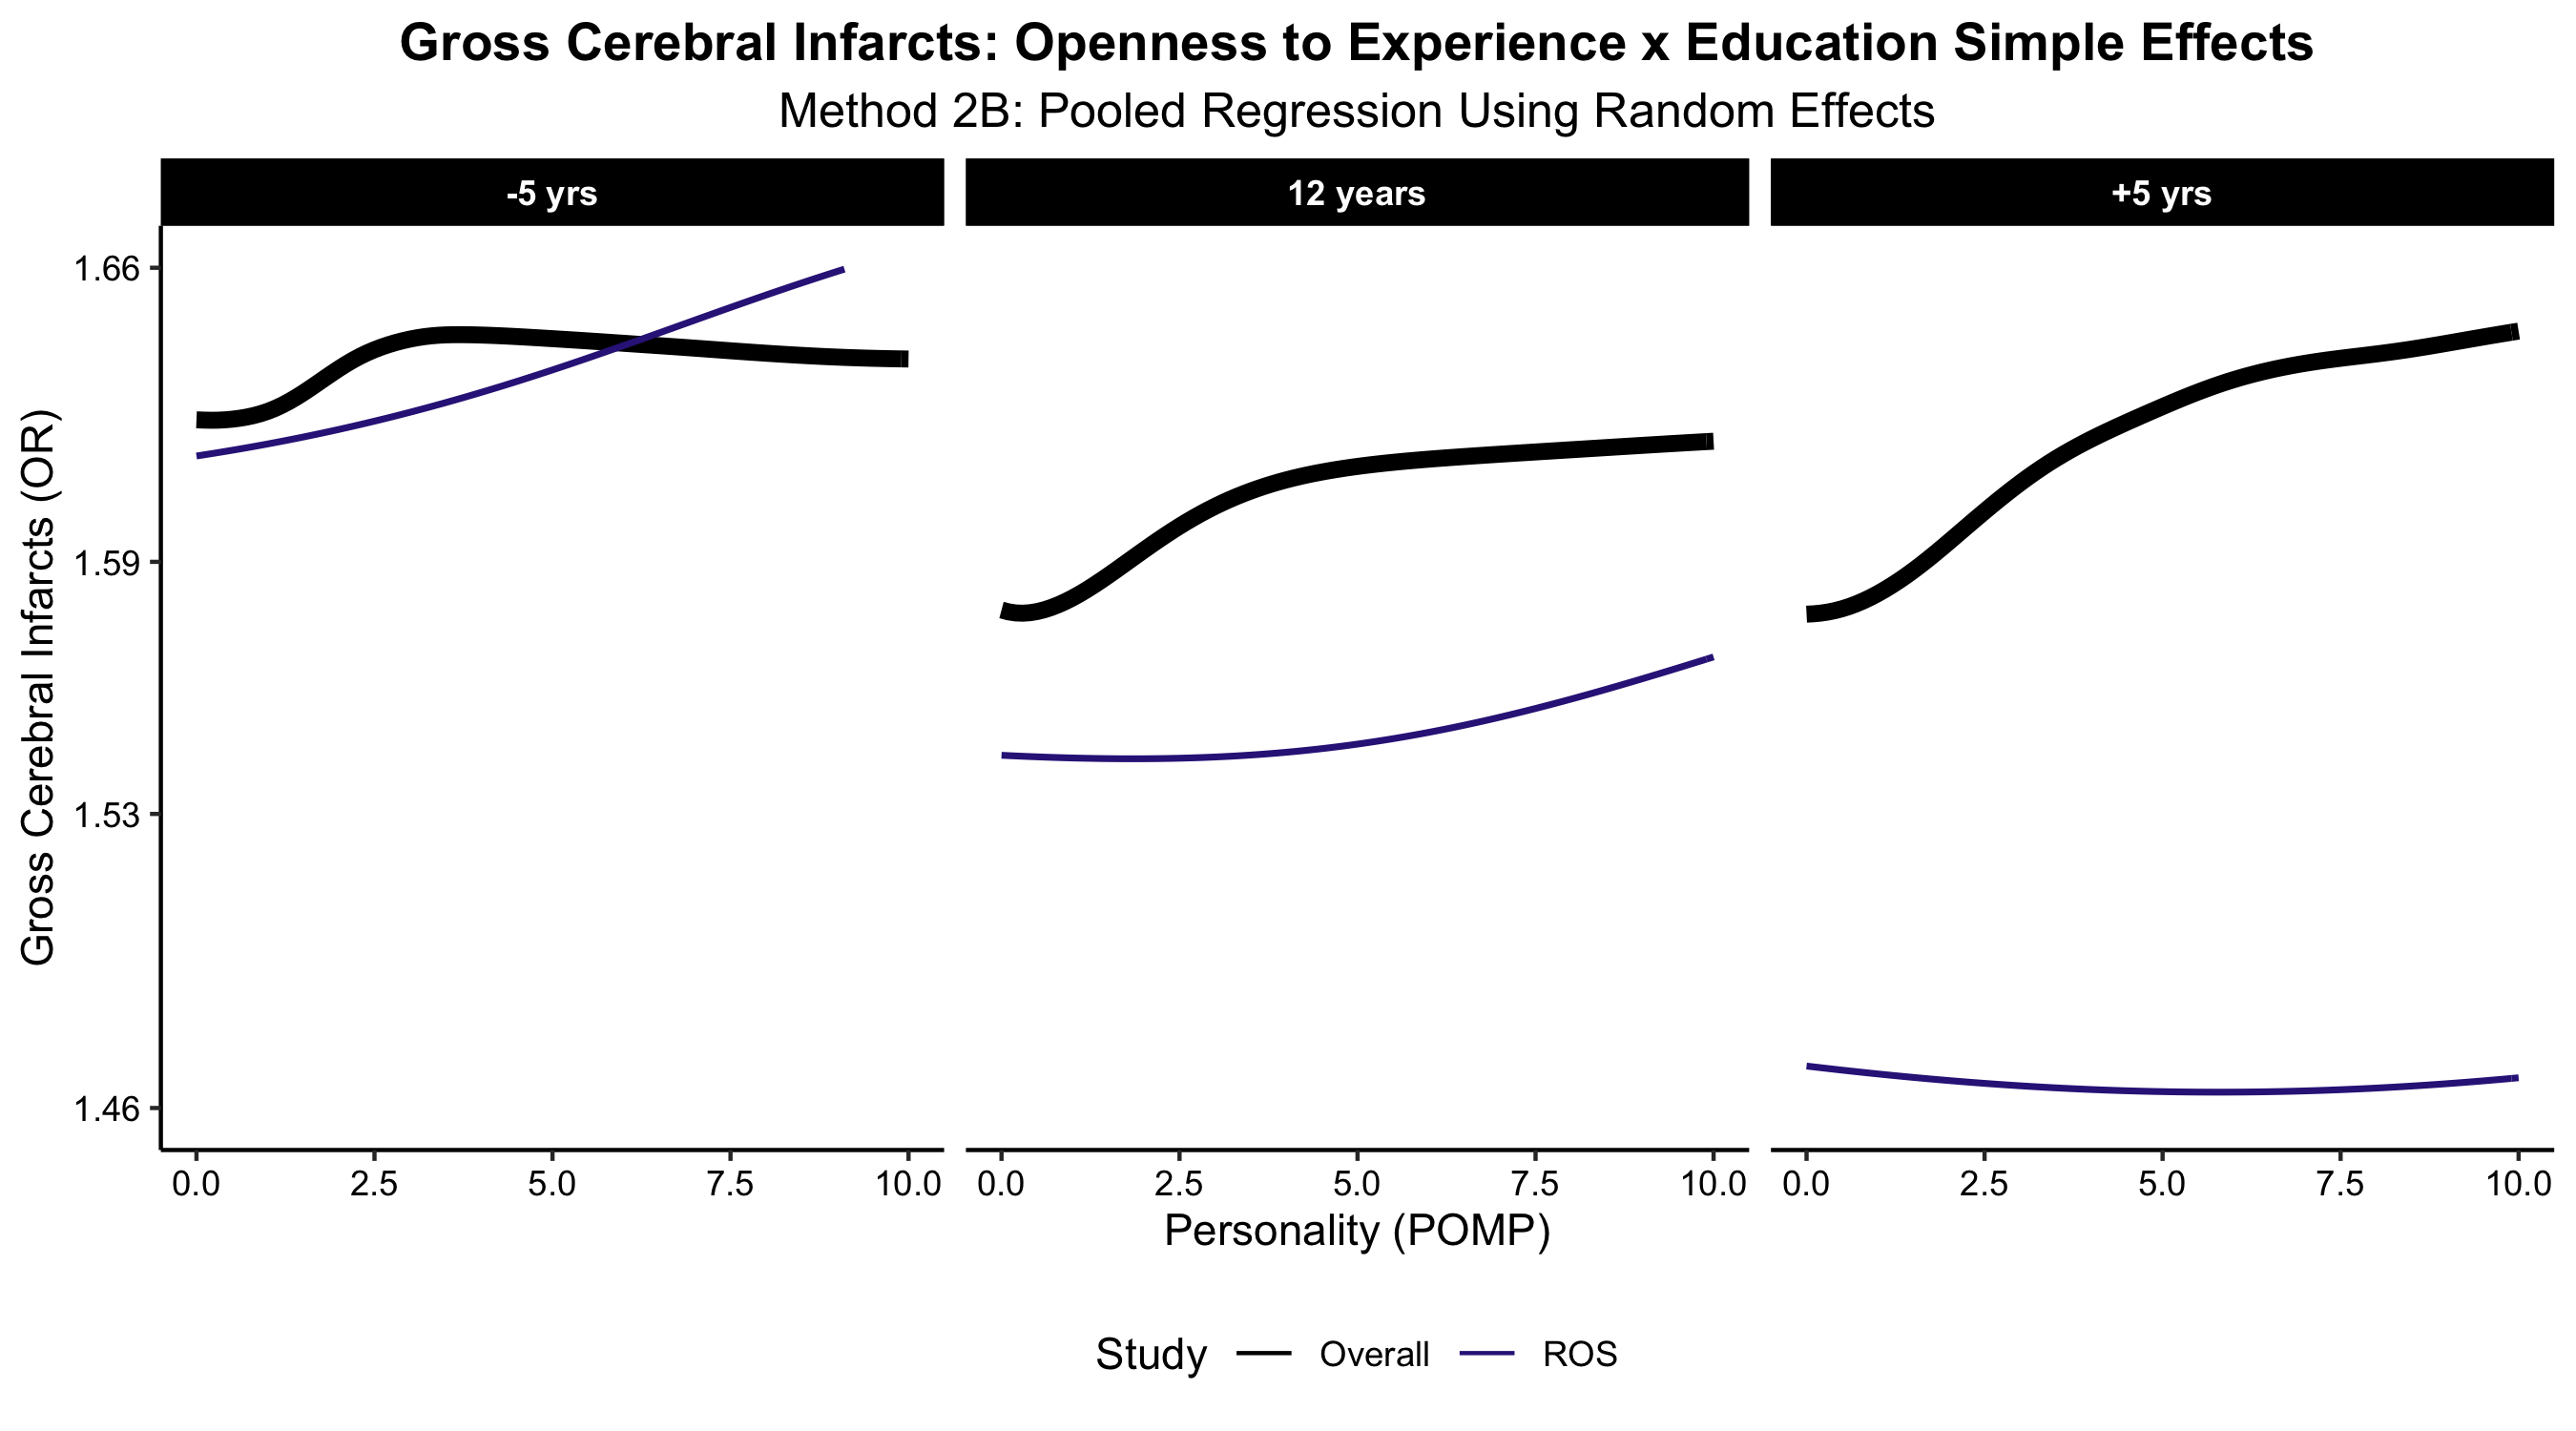 Gross Cerebral Infarcts: Openness to Experience x Education Simple Effects
Method 2B: Pooled Regression Using Random Effects
-5 yrs
12 years
+5 yrs
Gross Cerebral Infarcts (OR)
1.66
1.59
1.53
1.46
0.0 2.5 5.0 7.5 10.0 0.0 2.5 5.0 7.5 10.0 0.0 2.5 5.0 7.5 10.0
Personality (POMP)
Study Overall ROS